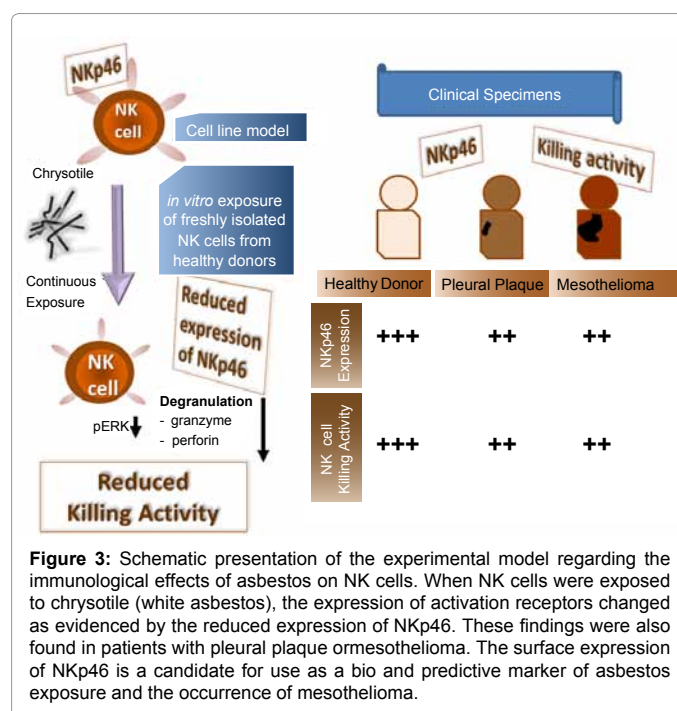 NKp46
NK
cell
Cell line model
Chrysotile
in vitro exposure
of freshly isolated
NK cells from
healthy donors
Continuous
Exposure
Reduced
expression
of NKp46
NK
cell
pERK
Degranulation
- granzyme
- perforin
Reduced
Killing Activity
Clinical Specimens
NKp46
Killing activity
Healthy Donor Pleural Plaque Mesothelioma
NKp46
Expression
+++ ++ ++
NK cell
Killing Activity
+++ ++ ++
Figure 3: Schematic presentation of the experimental model regarding the
immunological effects of asbestos on NK cells. When NK cells were exposed
to chrysotile (white asbestos), the expression of activation receptors changed
as evidenced by the reduced expression of NKp46. These findings were also
found in patients with pleural plaque ormesothelioma. The surface expression
of NKp46 is a candidate for use as a bio and predictive marker of asbestos
exposure and the occurrence of mesothelioma.